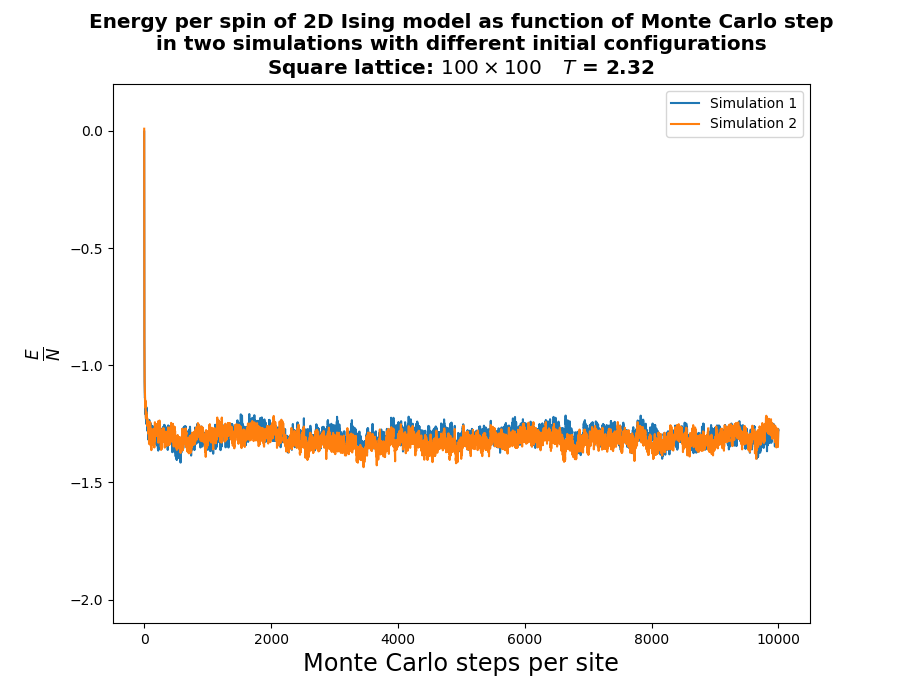 Energy per spin of 2D Ising model as function of Monte Carlo step
in two simulations with different initial configurations
Square lattice: 100 × 100 T = 2.32
Simulation 1
Simulation 2
0.0
−0.5
−1.0
−1.5
−2.0
E
N
0 2000 4000 6000 8000 10000
Monte Carlo steps per site